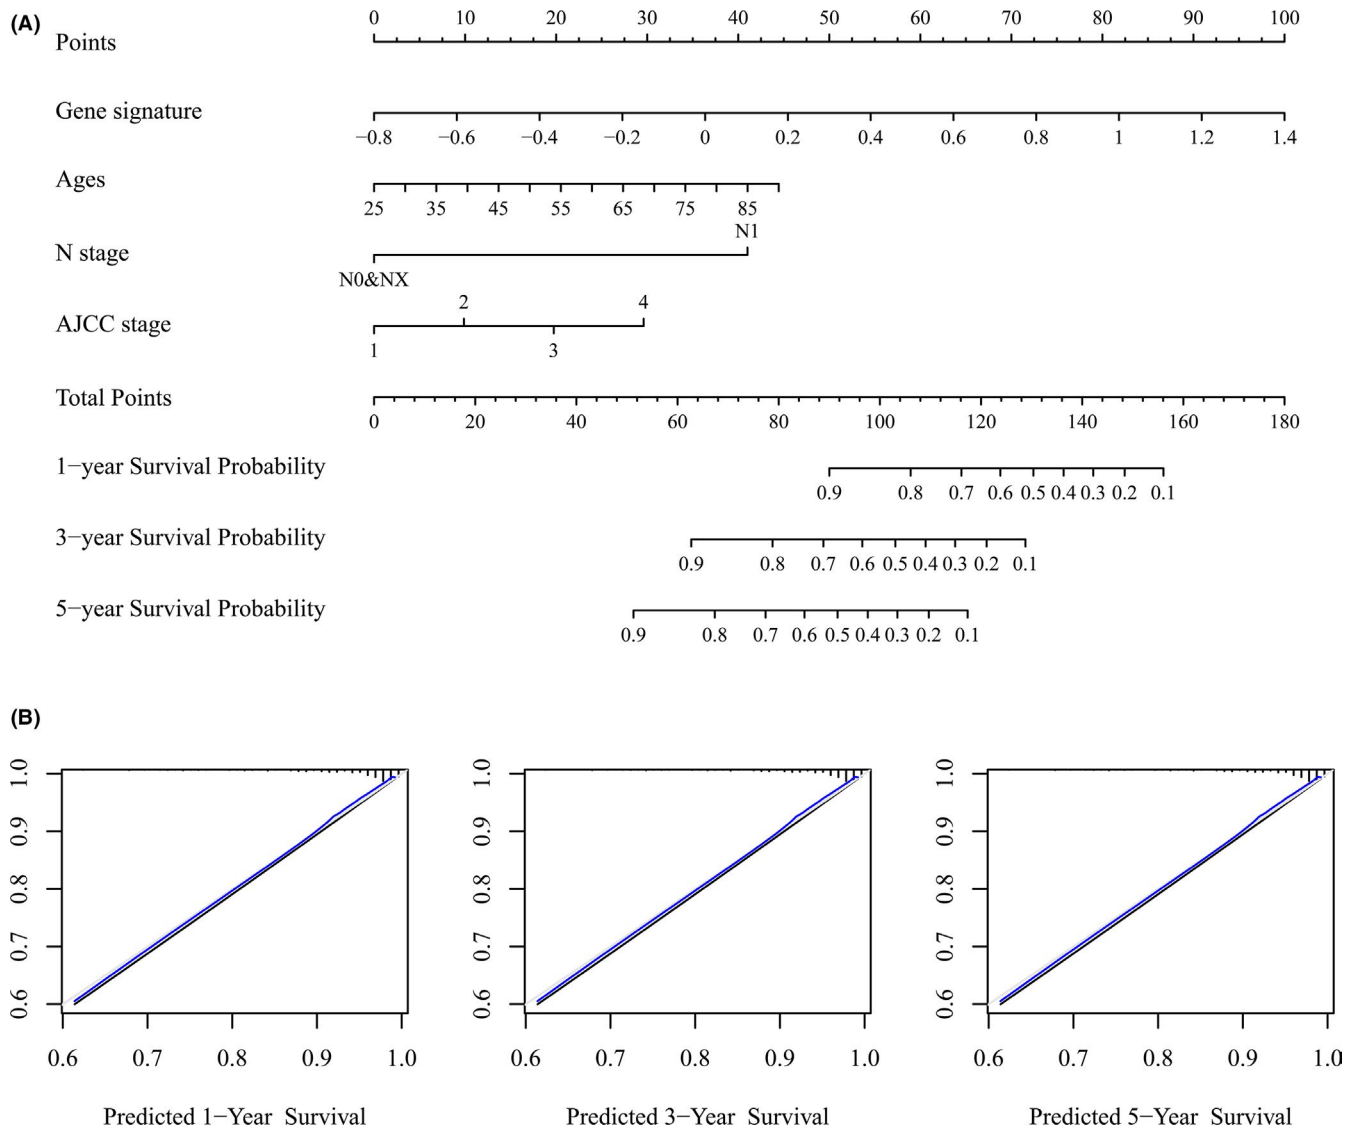 (A)
0 10 20 30 40 50 60 70 80 90 100
Points
Gene signature
−0.8 −0.6 −0.4 −0.2 0 0.2 0.4 0.6 0.8 1 1.2 1.4
Ages
25 35 45 55 65 75 85
N1
N stage
N0&NX
2 4
AJCC stage
1 3
Total Points
0 20 40 60 80 100 120 140 160 180
1−year Survival Probability
0.9 0.8 0.7 0.6 0.5 0.4 0.3 0.2 0.1
3−year Survival Probability
0.9 0.8 0.7 0.6 0.5 0.4 0.3 0.2 0.1
5−year Survival Probability
0.9 0.8 0.7 0.6 0.5 0.4 0.3 0.2 0.1
(B)
1.0
0.9
0.8
0.7
0.6
0.6 0.7 0.8 0.9 1.0
Predicted 1−Year Survival
1.0
0.9
0.8
0.7
0.6
0.6 0.7 0.8 0.9 1.0
Predicted 3−Year Survival
1.0
0.9
0.8
0.7
0.6
0.6 0.7 0.8 0.9 1.0
Predicted 5−Year Survival